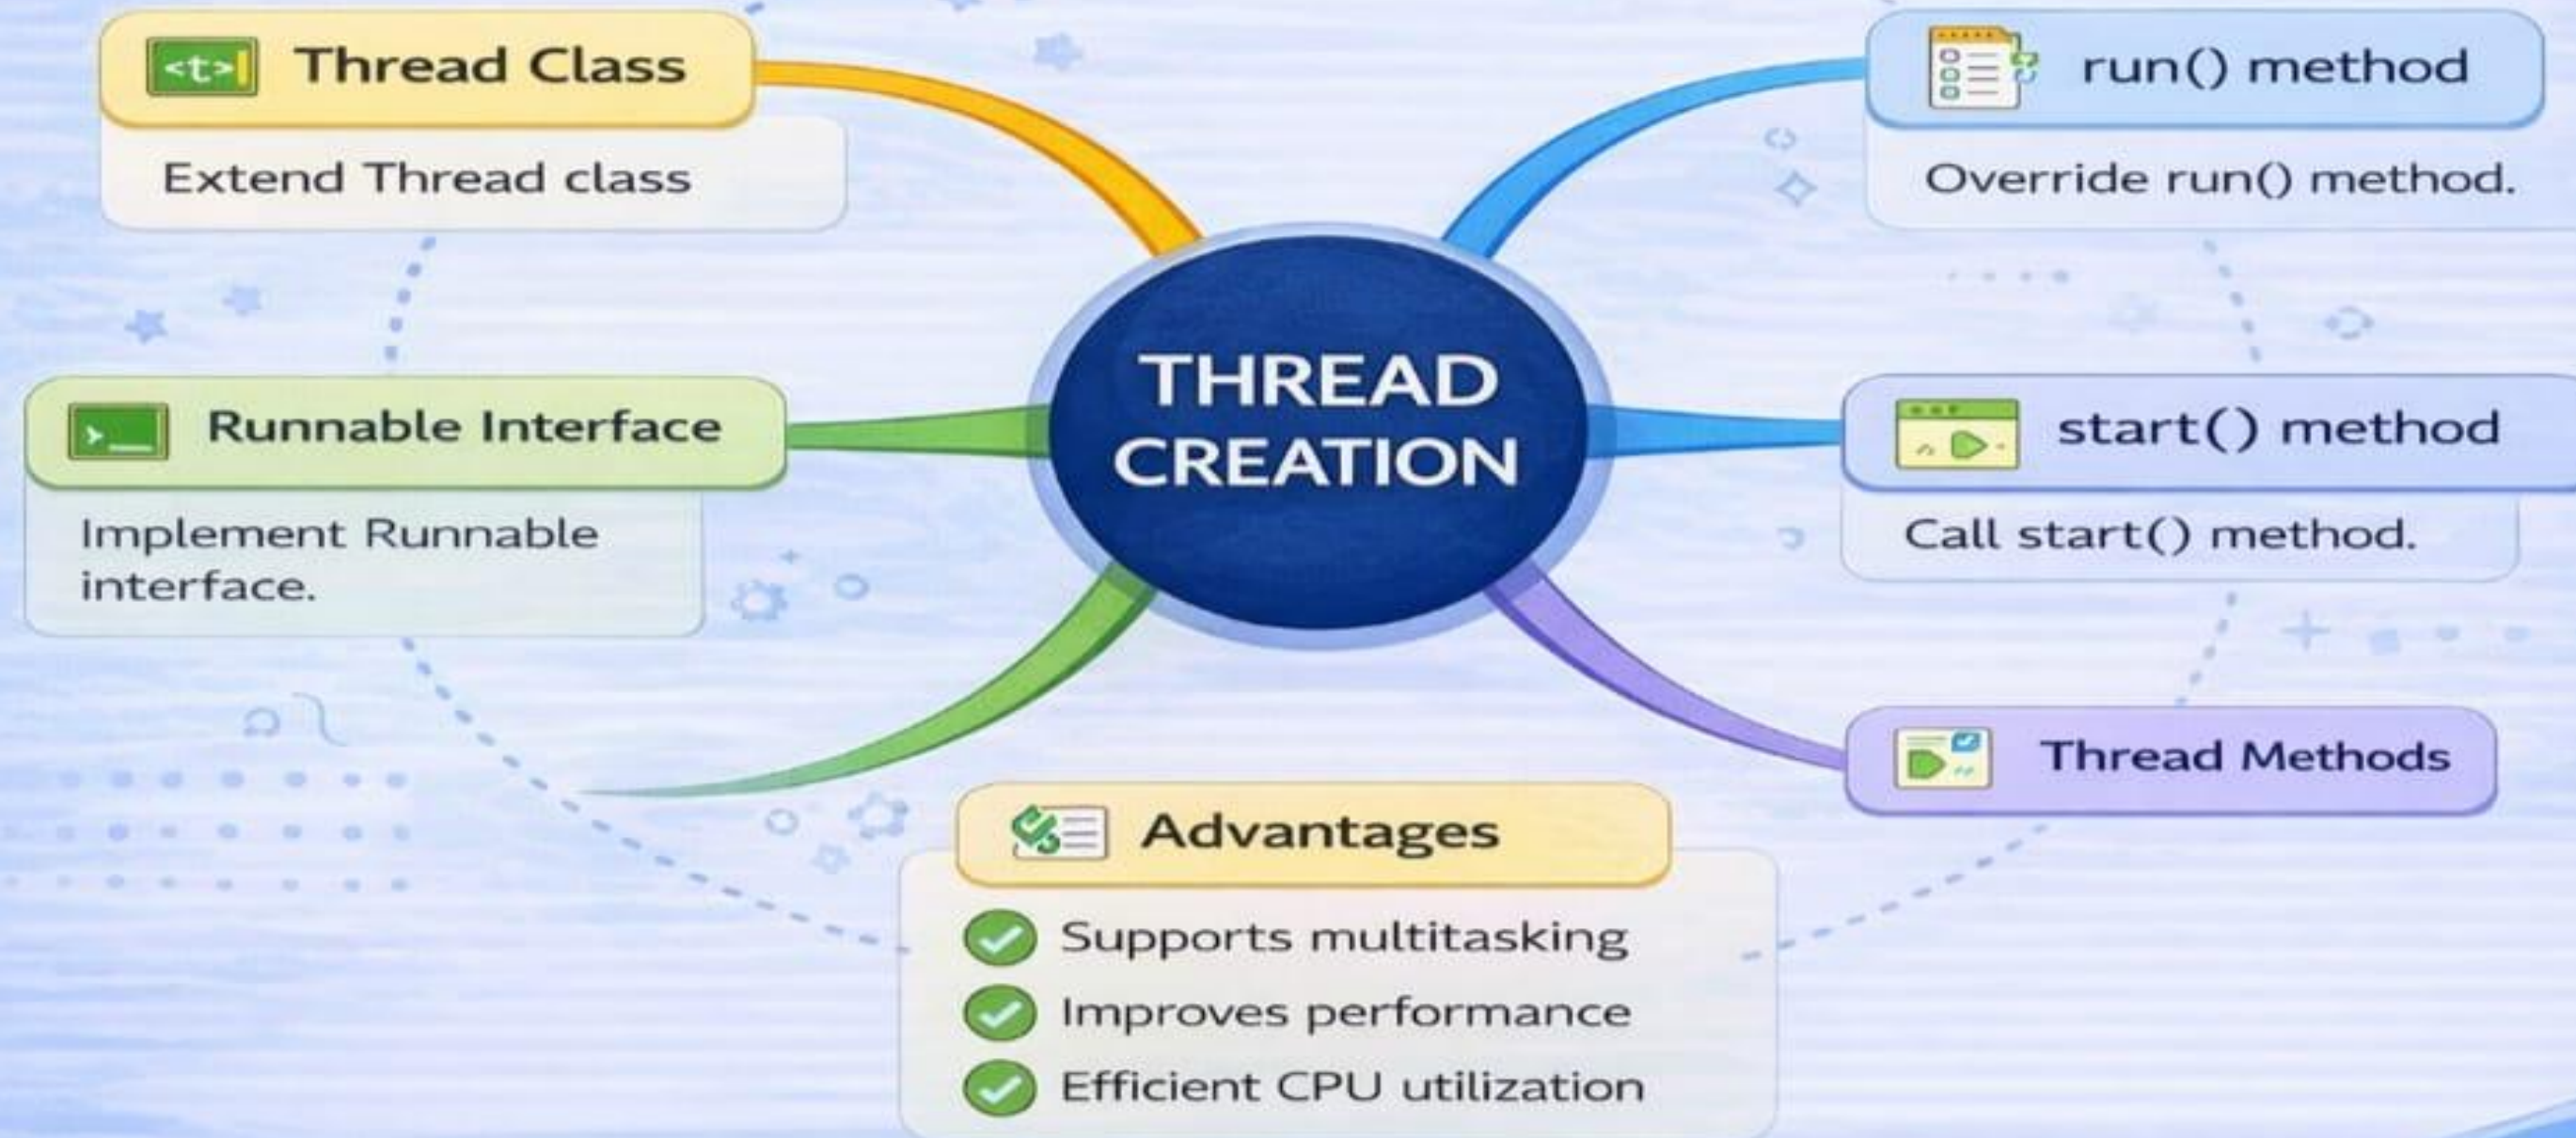 <t>
Thread Class
Extend Thread class
Runnable Interface
Implement Runnable
interface.
THREAD
CREATION
run() method
Override run() method.
start() method
Call start() method.
Thread Methods
Advantages
Supports multitasking
Improves performance
Efficient CPU utilization